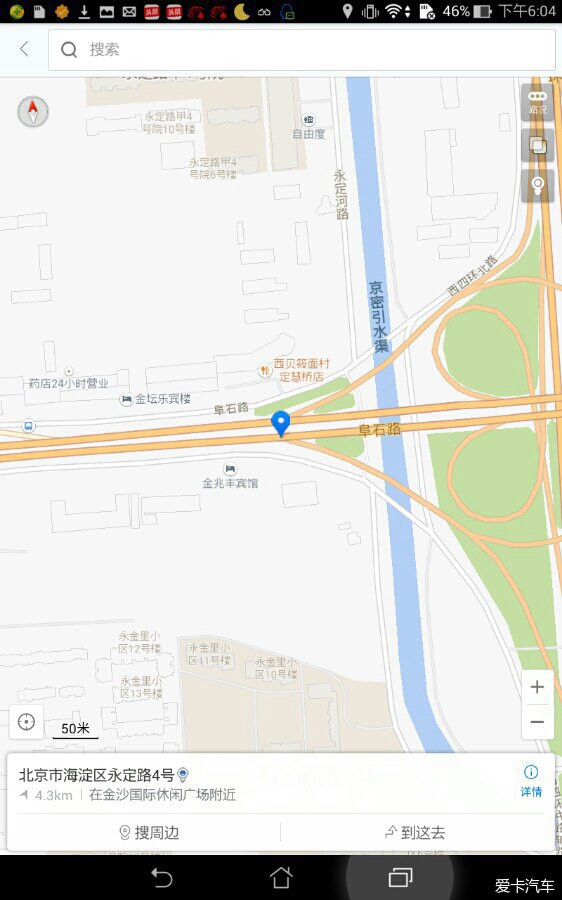 46% 下午6:04
搜索
路况
永定路甲4
号院10号楼
自由度
永定路甲4
号院6号楼
永定河路
西四环北路
京密引水渠
西贝莜面村
定慧桥店
药店24小时营业
金坛乐宾楼
阜石路
阜石路
金兆丰宾馆
永金里小
区12号楼
永金里小
区11号楼
永金里小
区10号楼
永金里小
区13号楼
50米
北京市海淀区永定路4号
详情
4.3km | 在金沙国际休闲广场附近
搜周边
到这去
爱卡汽车